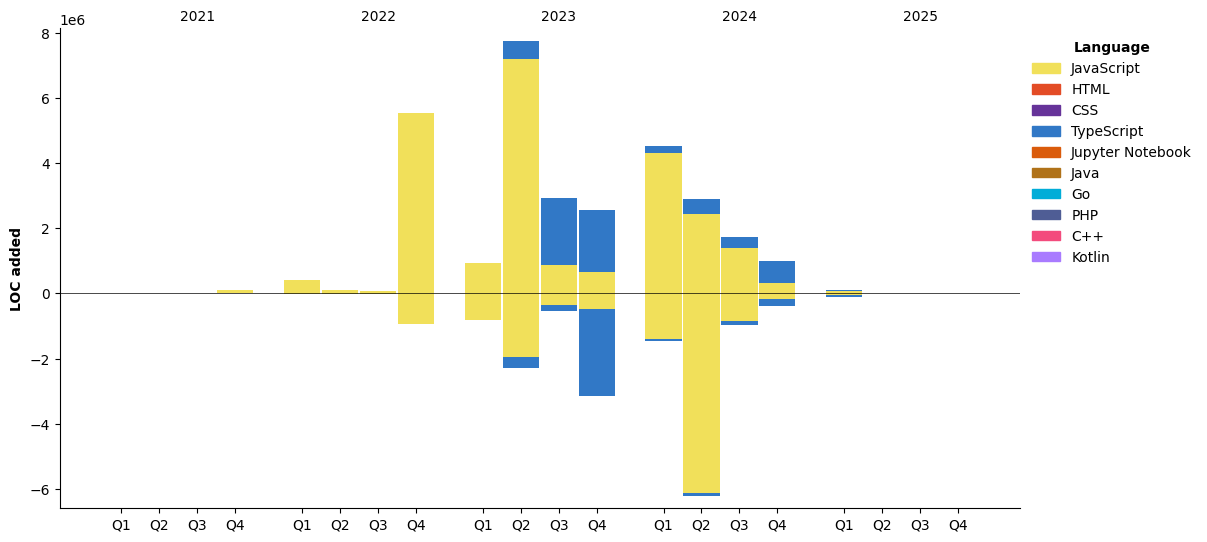 2021 2022 2023 2024 2025
1e6
8
6
4
2
0
−2
−4
−6
LOC added
Q1 Q2 Q3 Q4 Q1 Q2 Q3 Q4 Q1 Q2 Q3 Q4 Q1 Q2 Q3 Q4 Q1 Q2 Q3 Q4
Language
JavaScript
HTML
CSS
TypeScript
Jupyter Notebook
Java
Go
PHP
C++
Kotlin